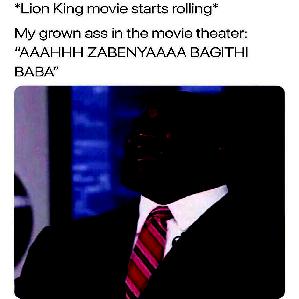 *Lion King movie starts rolling*
My grown ass in the movie theater:
“AAAHHH ZABENYAAAA BAGITHI
BABA”